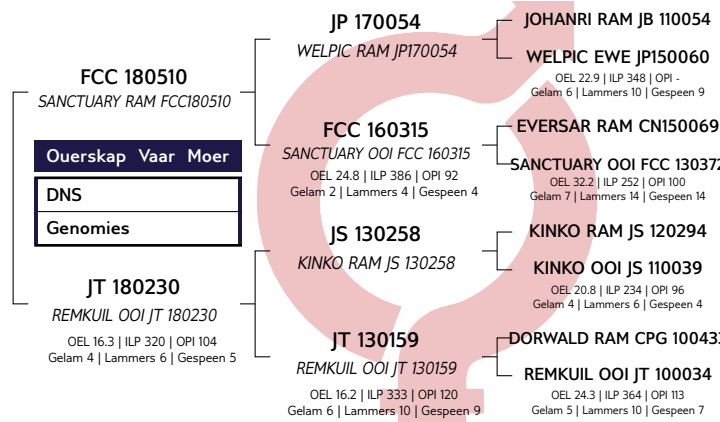 FCC 180510
SANCTUARY RAM FCC180510
Ouerskap Vaar Moer
DNS
Genomies
JT 180230
REMKUIL OOI JT 180230
OEL 16.3 | ILP 320 | OPI 104
Gelam 4 | Lammers 6 | Gespeen 5
JP 170054
WELPIC RAM JP170054
FCC 160315
SANCTUARY OOI FCC 160315
OEL 24.8 | ILP 386 | OPI 92
Gelam 2 | Lammers 4 | Gespeen 4
JS 130258
KINKO RAM JS 130258
JT 130159
REMKUIL OOI JT 130159
OEL 16.2 | ILP 333 | OPI 120
Gelam 6 | Lammers 10 | Gespeen 9
JOHANRI RAM JB 110054
WELPIC EWE JP150060
OEL 22.9 | ILP 348 | OPI -
Gelam 6 | Lammers 10 | Gespeen 9
EVERSAR RAM CN150069
SANCTUARY OOI FCC 130372
OEL 32.2 | ILP 252 | OPI 100
Gelam 7 | Lammers 14 | Gespeen 14
KINKO RAM JS 120294
KINKO OOI JS 110039
OEL 20.8 | ILP 234 | OPI 96
Gelam 4 | Lammers 6 | Gespeen 4
DORWALD RAM CPG 100433
REMKUIL OOI JT 100034
OEL 24.3 | ILP 364 | OPI 113
Gelam 5 | Lammers 10 | Gespeen 7